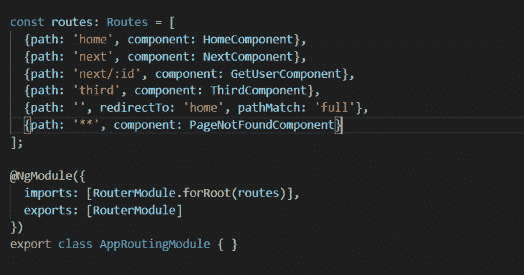 const routes: Routes = [
  {path: 'home', component: HomeComponent},
  {path: 'next', component: NextComponent},
  {path: 'next/:id', component: GetUserComponent},
  {path: 'third', component: ThirdComponent},
  {path: '', redirectTo: 'home', pathMatch: 'full'},
  {path: '**', component: PageNotFoundComponent}
];
@NgModule({
  imports: [RouterModule.forRoot(routes)],
  exports: [RouterModule]
})
export class AppRoutingModule { }